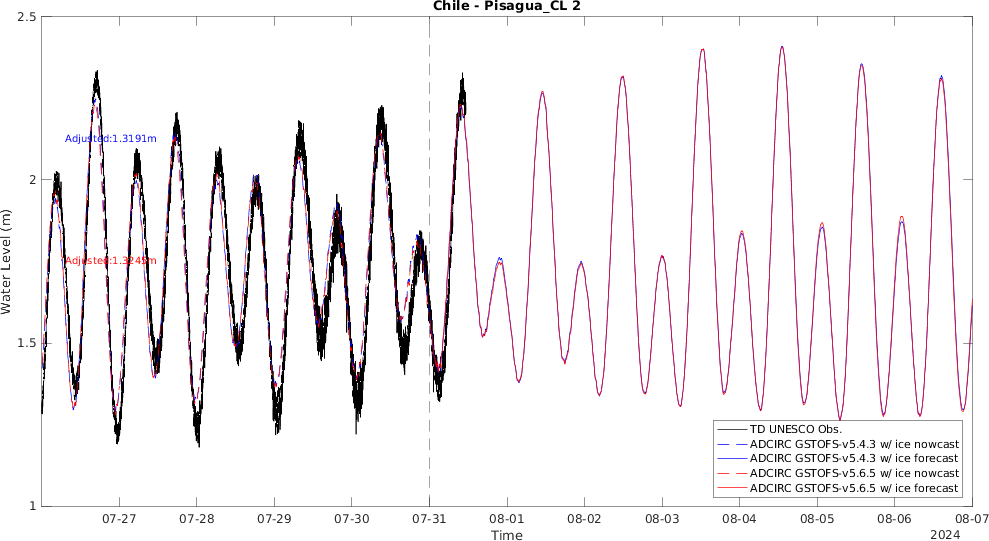 Chile - Pisagua_CL 2
2.5
2
1.5
1
Water Level (m)
Adjusted:1.3191m
Adjusted:1.3245m
TD UNESCO Obs.
ADCIRC GSTOFS-v5.4.3 w/ ice nowcast
ADCIRC GSTOFS-v5.4.3 w/ ice forecast
ADCIRC GSTOFS-v5.6.5 w/ ice nowcast
ADCIRC GSTOFS-v5.6.5 w/ ice forecast
07-27 07-28 07-29 07-30 07-31 08-01 08-02 08-03 08-04 08-05 08-06 08-07
Time
2024